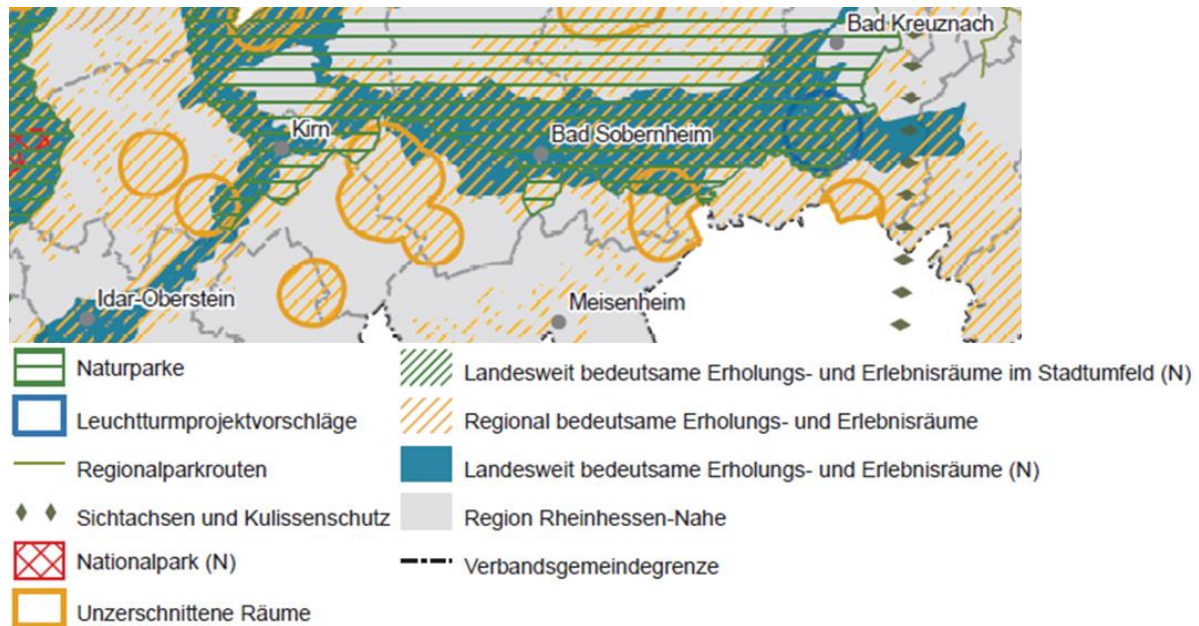 Bad Kreuznach
Kirn
Bad Sobernheim
Idar-Oberstein
Meisenheim
Naturparke
Leuchtturmprojektvorschläge
Regionalparkrouten
Sichtachsen und Kulissenschutz
Nationalpark (N)
Unzerschnittene Räume
Landesweit bedeutsame Erholungs- und Erlebnisräume im Stadtumfeld (N)
Regional bedeutsame Erholungs- und Erlebnisräume
Landesweit bedeutsame Erholungs- und Erlebnisräume (N)
Region Rheinhessen-Nahe
Verbandsgemeindegrenze